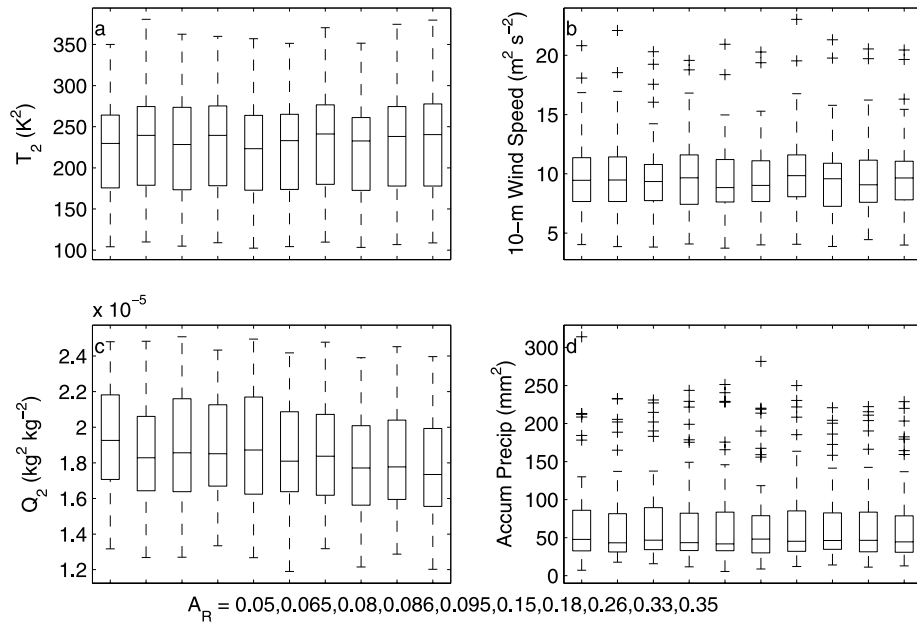 a
T2 (K²)
350
300
250
200
150
100
b
10−m Wind Speed (m² s⁻²)
20
15
10
5
x 10⁻⁵
c
Q2 (kg² kg⁻²)
2.4
2.2
2
1.8
1.6
1.4
1.2
d
Accum Precip (mm²)
300
250
200
150
100
50
0
A_R = 0.05,0.065,0.08,0.086,0.095,0.15,0.18,0.26,0.33,0.35